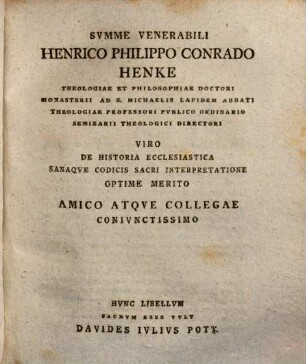 SVMME VENERABILI
HENRICO PHILIPPO CONRADO
HENKE
THEOLOGIAE ET PHILOSOPHIAE DOCTORI
MONASTERII AD S. MICHAELIS LAPIDEM ABBATI
THEOLOGIAE PROFESSORI PVBLICO ORDINARIO
SEMINARII THEOLOGICI DIRECTORI
VIRO
DE HISTORIA ECCLESIASTICA
SANAQVE CODICIS SACRI INTERPRETATIONE
OPTIME MERITO
AMICO ATQVE COLLEGAE
CONIVNCTISSIMO
HVNC LIBELLVM
SACRVM ESSE VVLT
DAVIDES IVLIVS POTT.